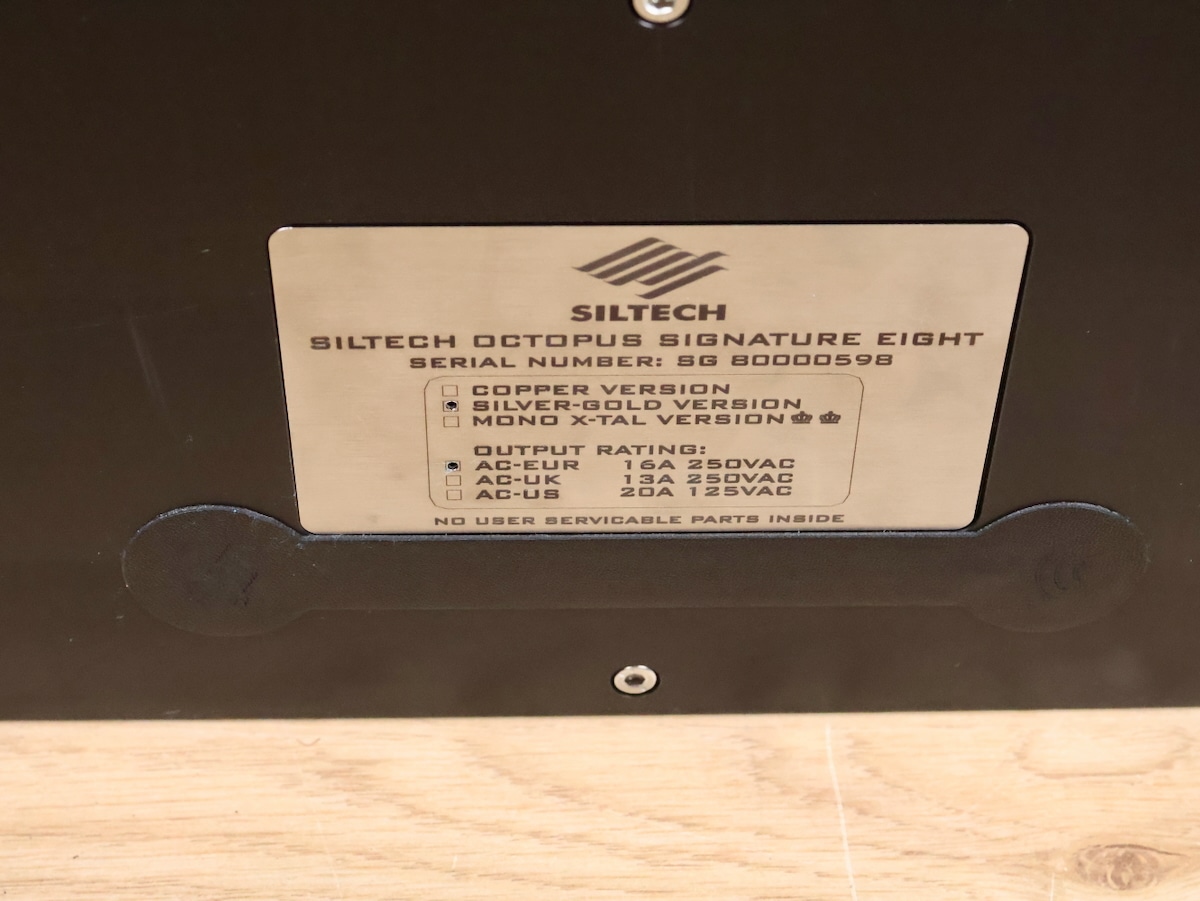 SILTECH
SILTECH OCTOPUS SIGNATURE EIGHT
SERIAL NUMBER: SG 80000598
COPPER VERSION
SILVER-GOLD VERSION
MONO X-TAL VERSION
OUTPUT RATING:
AC-EUR 16A 250VAC
AC-UK 13A 250VAC
AC-US 20A 125VAC
NO USER SERVICABLE PARTS INSIDE